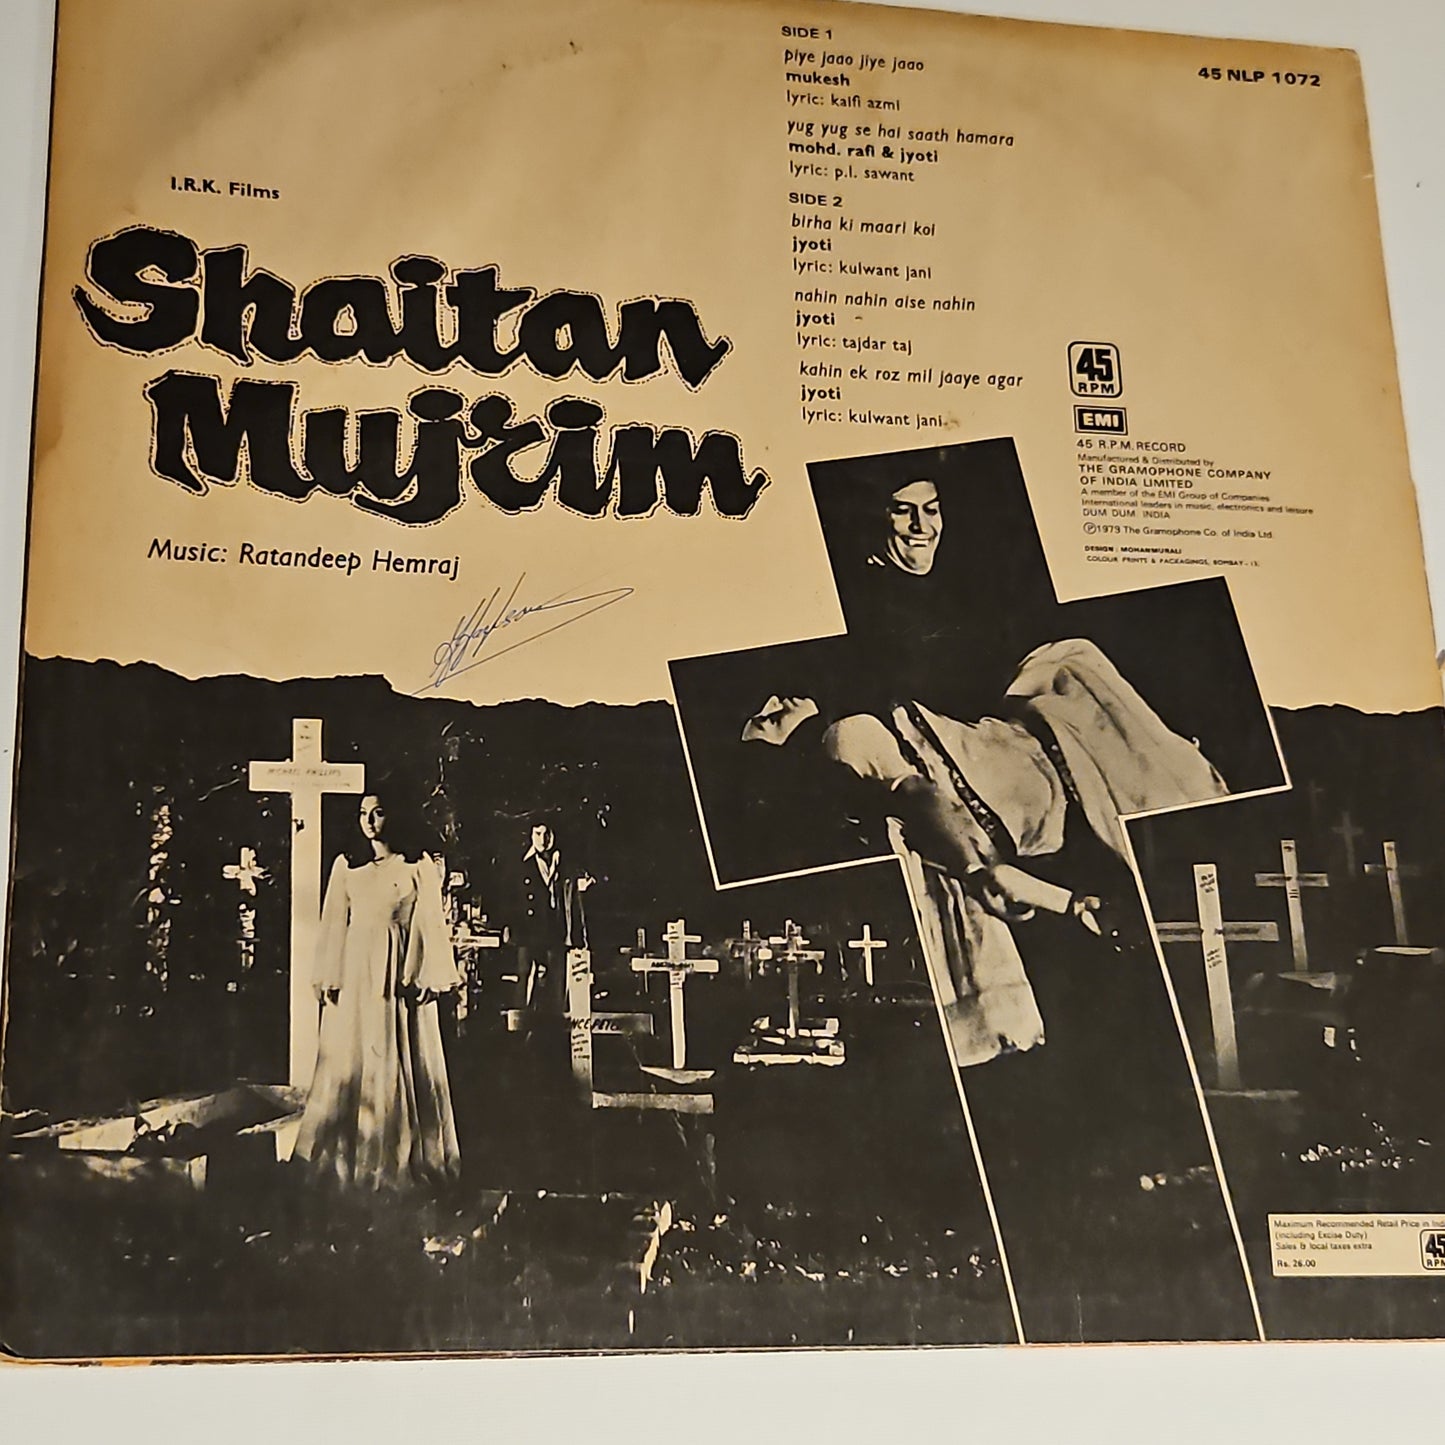 SIDE 1
piye jaao jiye jaao
mukesh
lyric: kaifi azmi
yug yug se hai saath hamara
mohd. rafi & jyoti
lyric: p.l. sawant
SIDE 2
birha ki maari koi
jyoti
lyric: kulwant jani
nahin nahin aise nahin
jyoti
lyric: tajdar taj
kahin ek roz mil jaaye agar
jyoti
lyric: kulwant jani
45 NLP 1072
I.R.K. Films
Shaitan
Mujrim
Music: Ratandeep Hemraj
45
RPM
EMI
45 R.P.M. RECORD
Manufactured & Distributed by
THE GRAMOPHONE COMPANY
OF INDIA LIMITED
A member of the EMI Group of Companies
International leaders in music, electronics and leisure
DUM DUM. INDIA
Ⓟ1979 The Gramophone Co. of India Ltd.
DESIGN: MOHANMURALI
COLOUR PRINTS & PACKAGINGS, BOMBAY-13.
MICHAEL PHILLIPS
Maximum Recommended Retail Price in Indi
(including Excise Duty)
Sales & local taxes extra
Rs. 26.00
45
RPM